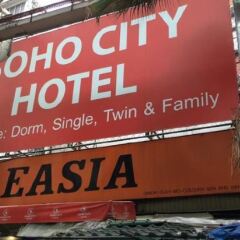 OHO CITY
HOTEL
e: Dorm, Single, Twin & Family
EASIA